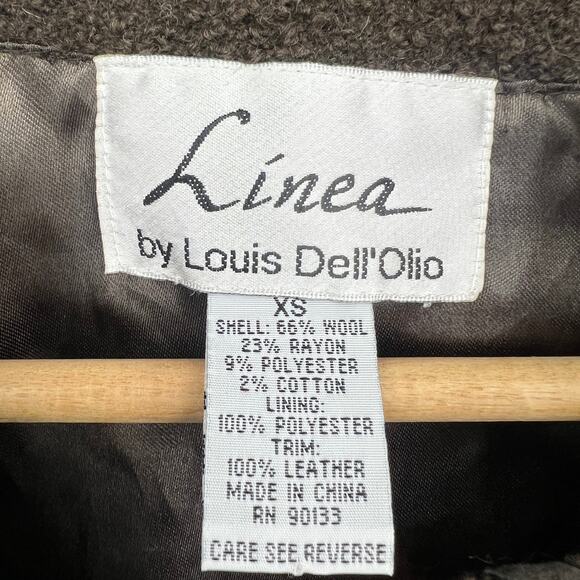 Linea
by Louis Dell'Olio
XS
SHELL: 66% WOOL
23% RAYON
9% POLYESTER
2% COTTON
LINING:
100% POLYESTER
TRIM:
100% LEATHER
MADE IN CHINA
RN 90133
CARE SEE REVERSE